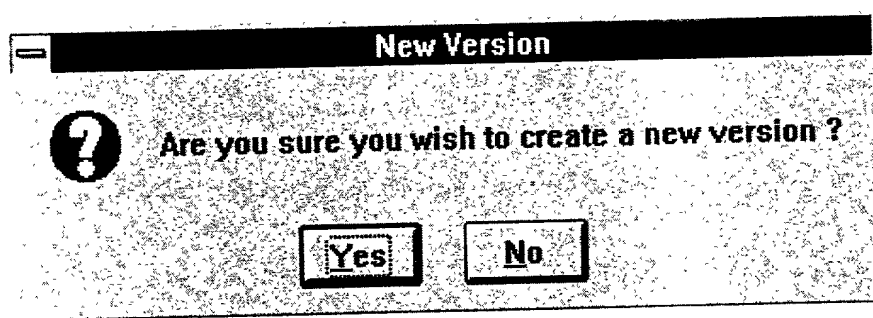 New Version
Are you sure you wish to create a new version ?
Yes
No